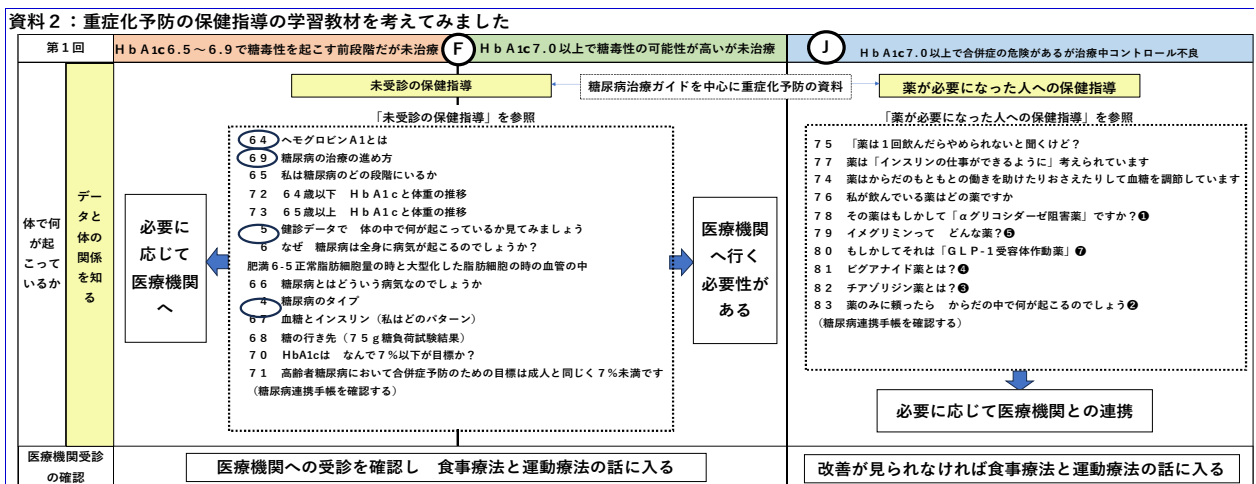 資料２：重症化予防の保健指導の学習教材を考えてみました
第１回
ＨｂＡ1ｃ６.５～６.９で糖毒性を起こす前段階だが未治療
F
ＨｂＡ1ｃ７.０以上で糖毒性の可能性が高いが未治療
J
ＨｂＡ1ｃ７.０以上で合併症の危険があるが治療中コントロール不良
未受診の保健指導
糖尿病治療ガイドを中心に重症化予防の資料
薬が必要になった人への保健指導
「未受診の保健指導」を参照
「薬が必要になった人への保健指導」を参照
体で何が起こっているか
データと体の関係を知る
必要に応じて医療機関へ
６４　ヘモグロビンＡ１とは
６９　糖尿病の治療の進め方
６５　私は糖尿病のどの段階にいるか
７２　６４歳以下　ＨｂＡ１ｃと体重の推移
７３　６５歳以上　ＨｂＡ１ｃと体重の推移
５　健診データで　体の中で何が起こっているか見てみましょう
６　なぜ　糖尿病は全身に病気が起こるのでしょうか？
肥満６-５正常脂肪細胞量の時と大型化した脂肪細胞の時の血管の中
６６　糖尿病とはどういう病気なのでしょうか
４　糖尿病のタイプ
６７　血糖とインスリン（私はどのパターン）
６８　糖の行き先（７５ｇ糖負荷試験結果）
７０　HbA1cは　なんで７％以下が目標か？
７１　高齢者糖尿病において合併症予防のための目標は成人と同じく７％未満です
（糖尿病連携手帳を確認する）
医療機関へ行く必要性がある
７５　「薬は１回飲んだらやめられないと聞くけど？
７７　薬は「インスリンの仕事ができるように」考えられています
７４　薬はからだのもともとの働きを助けたりおさえたりして血糖を調節しています
７６　私が飲んでいる薬はどの薬ですか
７８　その薬はもしかして「αグリコシダーゼ阻害薬」ですか？❶
７９　イメグリミンって　どんな薬？❺
８０　もしかしてそれは「ＧＬＰ-１受容体作動薬」❼
８１　ビグアナイド薬とは？❹
８２　チアゾリジン薬とは？❸
８３　薬のみに頼ったら　からだの中で何が起こるのでしょう❷
（糖尿病連携手帳を確認する）
必要に応じて医療機関との連携
医療機関受診の確認
医療機関への受診を確認し　食事療法と運動療法の話に入る
改善が見られなければ食事療法と運動療法の話に入る